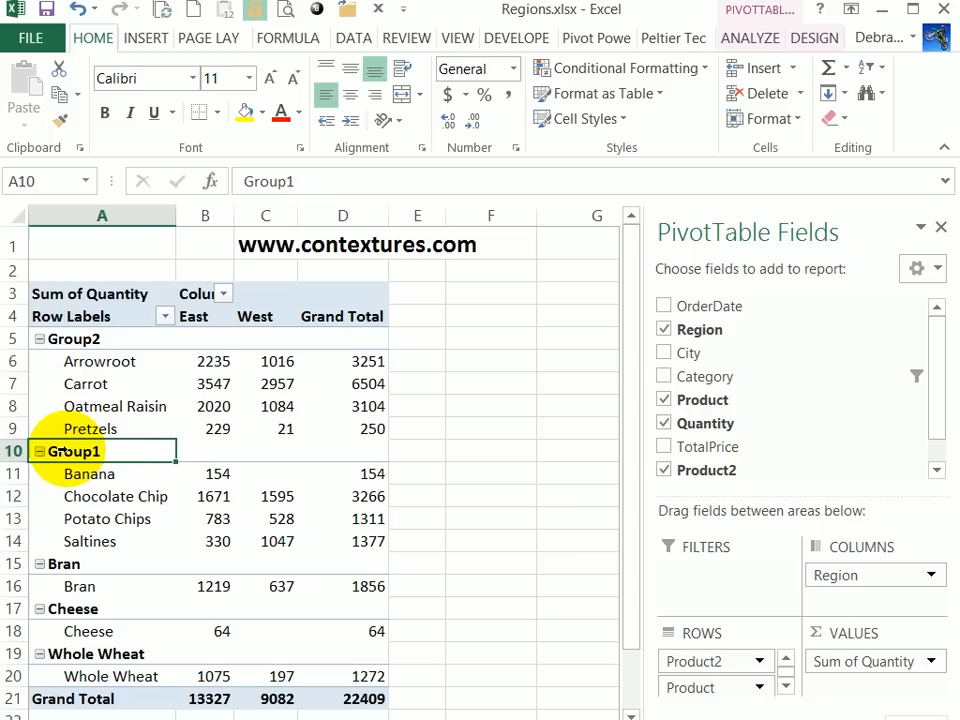 Regions.xlsx - Excel
PIVOTTABLE...
?
FILE HOME INSERT PAGE LAY FORMULA DATA REVIEW VIEW DEVELOPE Pivot Powe Peltier Tec ANALYZE DESIGN Debra...
Paste
Calibri 11
General
Conditional Formatting
Format as Table
Cell Styles
Insert
Delete
Format
Clipboard Font Alignment Number Styles Cells Editing
A10 fx Group1
A B C D E F G
1 www.contextures.com
2
3 Sum of Quantity Colu
4 Row Labels East West Grand Total
5 Group2
6 Arrowroot 2235 1016 3251
7 Carrot 3547 2957 6504
8 Oatmeal Raisin 2020 1084 3104
9 Pretzels 229 21 250
10 Group1
11 Banana 154 154
12 Chocolate Chip 1671 1595 3266
13 Potato Chips 783 528 1311
14 Saltines 330 1047 1377
15 Bran
16 Bran 1219 637 1856
17 Cheese
18 Cheese 64 64
19 Whole Wheat
20 Whole Wheat 1075 197 1272
21 Grand Total 13327 9082 22409
PivotTable Fields
Choose fields to add to report:
OrderDate
Region
City
Category
Product
Quantity
TotalPrice
Product2
Drag fields between areas below:
FILTERS
COLUMNS
Region
ROWS
Product2
Product
Σ VALUES
Sum of Quantity